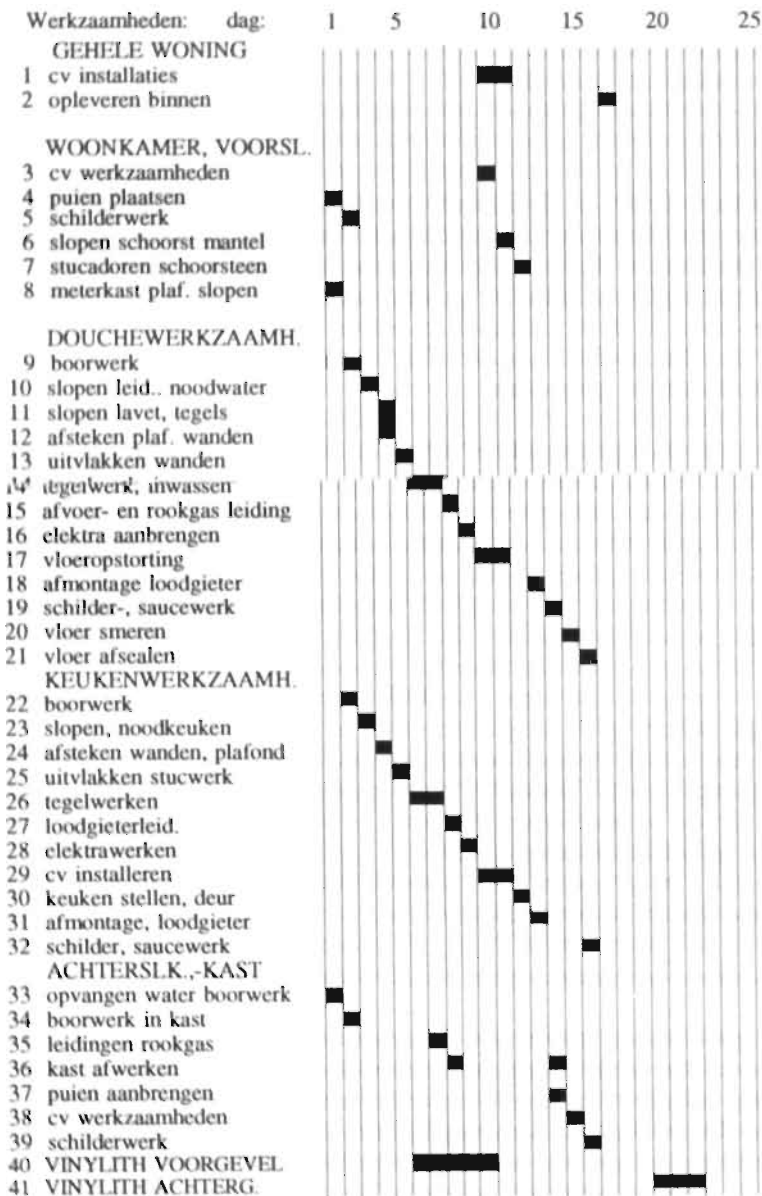 Werkzaamheden: dag: 1 5 10 15 20 25
GEHELE WONING
1 cv installaties
2 opleveren binnen
WOONKAMER, VOORSL.
3 cv werkzaamheden
4 puien plaatsen
5 schilderwerk
6 slopen schoorst mantel
7 stucadoren schoorsteen
8 meterkast plaf. slopen
DOUCHEWERKZAAMH.
9 boorwerk
10 slopen leid.. noodwater
11 slopen lavet, tegels
12 afsteken plaf. wanden
13 uitvlakken wanden
14 tegelwerk, inwassen
15 afvoer- en rookgas leiding
16 elektra aanbrengen
17 vloeropstorting
18 afmontage loodgieter
19 schilder-, saucewerk
20 vloer smeren
21 vloer afsealen
KEUKENWERKZAAMH.
22 boorwerk
23 slopen, noodkeuken
24 afsteken wanden, plafond
25 uitvlakken stucwerk
26 tegelwerken
27 loodgieterleid.
28 elektrawerken
29 cv installeren
30 keuken stellen, deur
31 afmontage, loodgieter
32 schilder, saucewerk
ACHTERSLK.,-KAST
33 opvangen water boorwerk
34 boorwerk in kast
35 leidingen rookgas
36 kast afwerken
37 puien aanbrengen
38 cv werkzaamheden
39 schilderwerk
40 VINYLITH VOORGEVEL
41 VINYLITH ACHTERG.